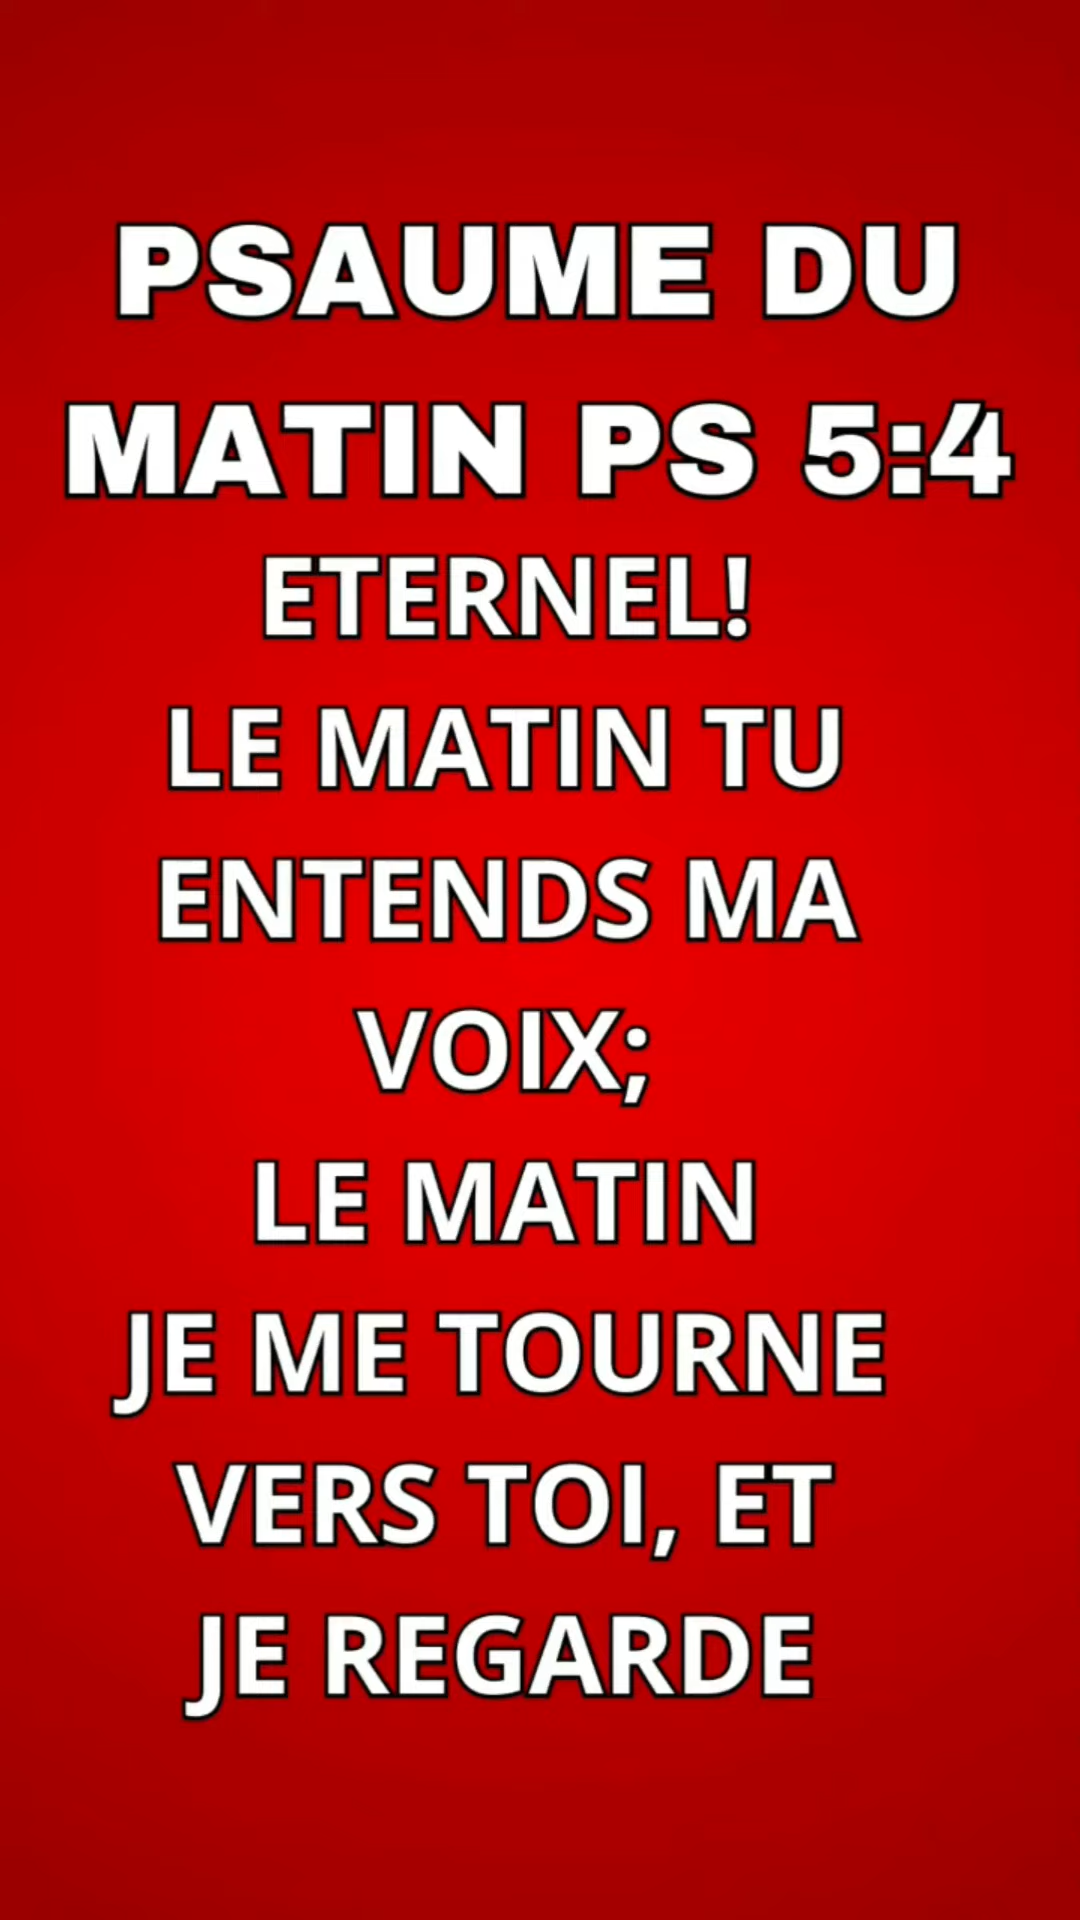 PSAUME DU
MATIN PS 5:4
ETERNEL!
LE MATIN TU
ENTENDS MA
VOIX;
LE MATIN
JE ME TOURNE
VERS TOI, ET
JE REGARDE